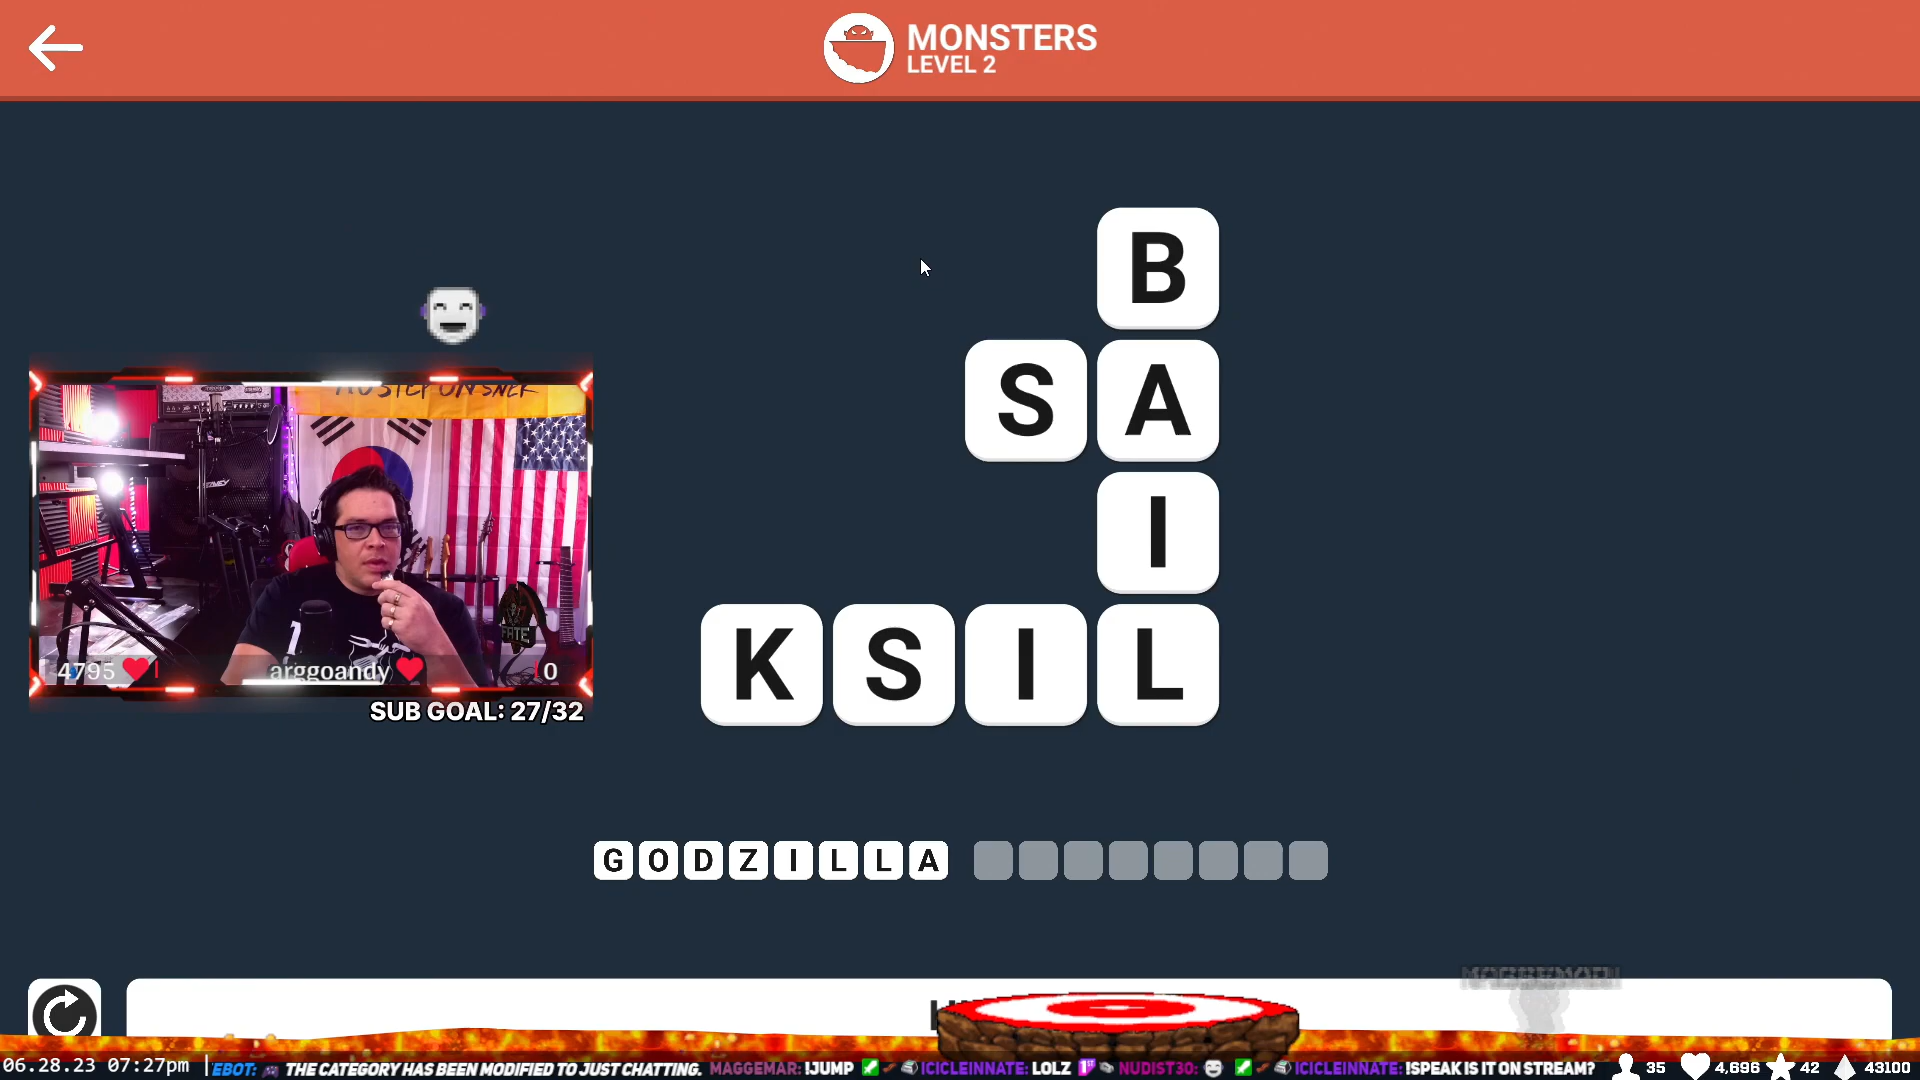 MONSTERS
LEVEL 2
B
S A
I
K S I L
4795 arggoandy 0
SUB GOAL: 27/32
G O D Z I L L A
06.28.23 07:27pm
EBOT: THE CATEGORY HAS BEEN MODIFIED TO JUST CHATTING. MAGGEMAR: !JUMP ICICLEINNATE: LOLZ NUDIST30: ICICLEINNATE: !SPEAK IS IT ON STREAM? 35 4,696 42 43100